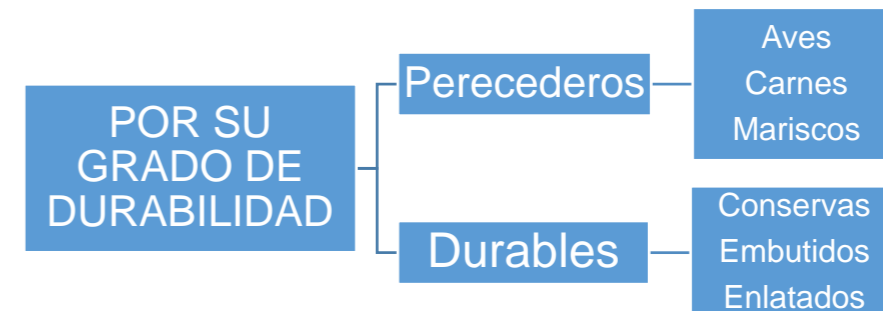 POR SU
GRADO DE
DURABILIDAD
Perecederos
Aves
Carnes
Mariscos
Durables
Conservas
Embutidos
Enlatados